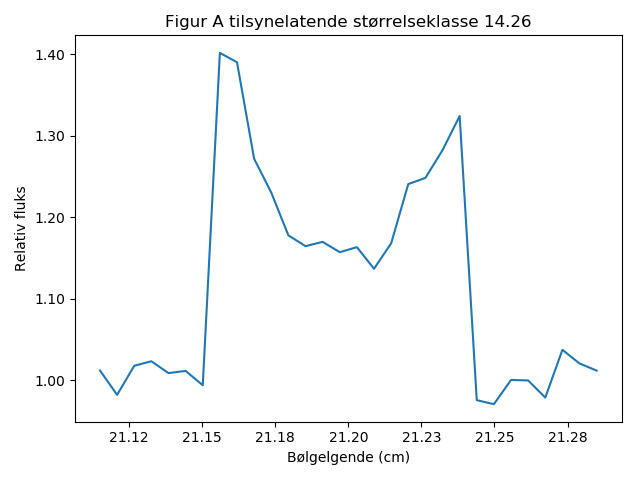 Figur A tilsynelatende størrelseklasse 14.26
Relativ fluks
1.40
1.30
1.20
1.10
1.00
21.12 21.15 21.18 21.20 21.23 21.25 21.28
Bølgelgende (cm)